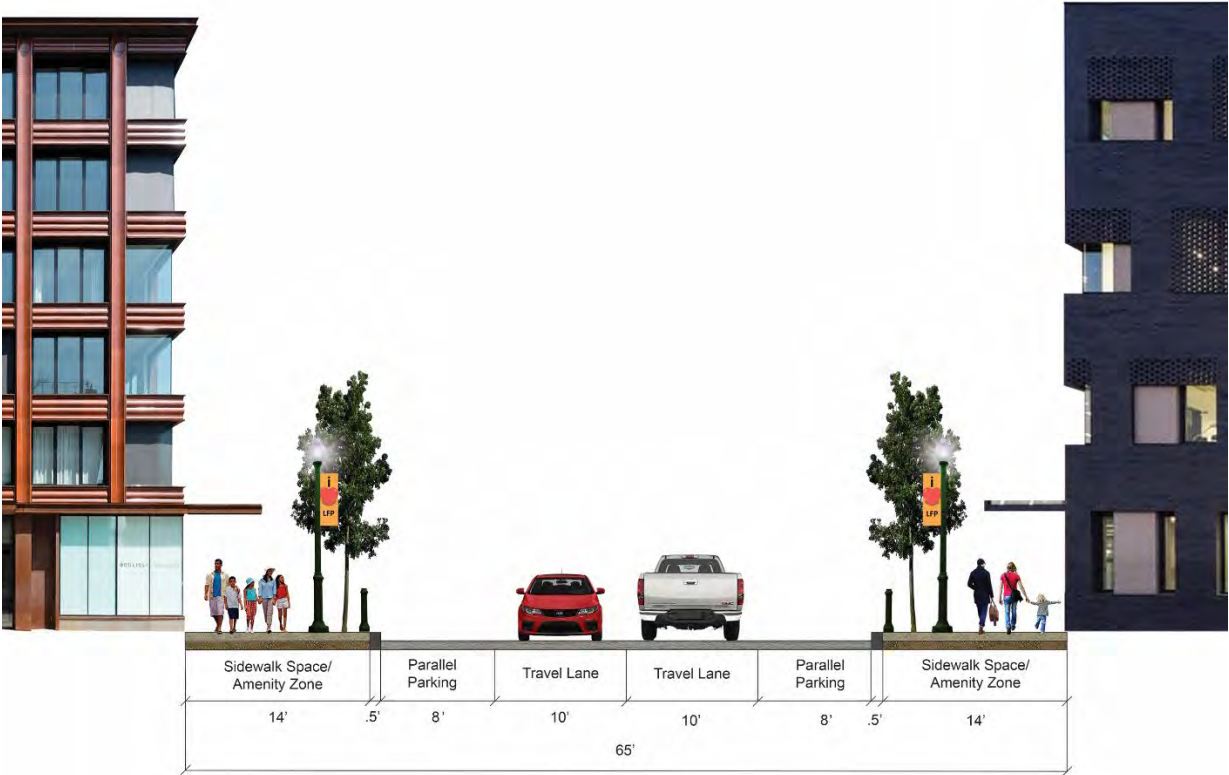 i
LFP
i
LFP
Sidewalk Space/
Amenity Zone
Parallel
Parking
Travel Lane
Travel Lane
Parallel
Parking
Sidewalk Space/
Amenity Zone
14'
.5'
8'
10'
10'
8'
.5'
14'
65'